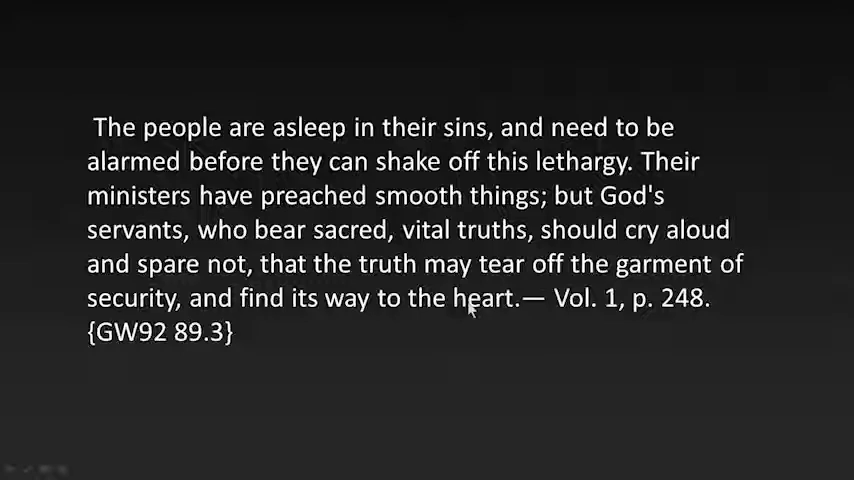 The people are asleep in their sins, and need to be
alarmed before they can shake off this lethargy. Their
ministers have preached smooth things; but God's
servants, who bear sacred, vital truths, should cry aloud
and spare not, that the truth may tear off the garment of
security, and find its way to the heart.— Vol. 1, p. 248.
{GW92 89.3}